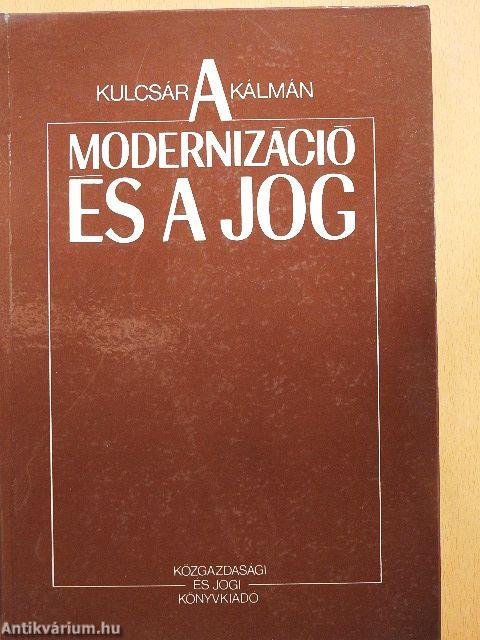 KULCSÁR A KÁLMÁN
MODERNIZÁCIÓ
ÉS A JOG
KÖZGAZDASÁGI
ÉS JOGI
KÖNYVKIADÓ
Antikvárium.hu